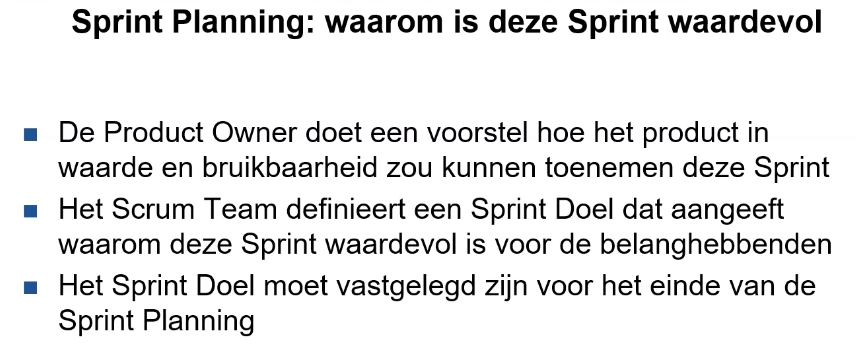 Sprint Planning: waarom is deze Sprint waardevol
De Product Owner doet een voorstel hoe het product in
waarde en bruikbaarheid zou kunnen toenemen deze Sprint
Het Scrum Team definieert een Sprint Doel dat aangeeft
waarom deze Sprint waardevol is voor de belanghebbenden
Het Sprint Doel moet vastgelegd zijn voor het einde van de
Sprint Planning